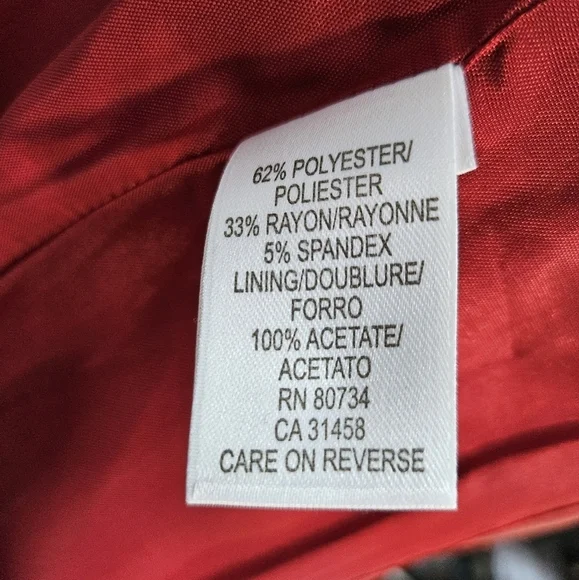 62% POLYESTER/
POLIESTER
33% RAYON/RAYONNE
5% SPANDEX
LINING/DOUBLURE/
FORRO
100% ACETATE/
ACETATO
RN 80734
CA 31458
CARE ON REVERSE